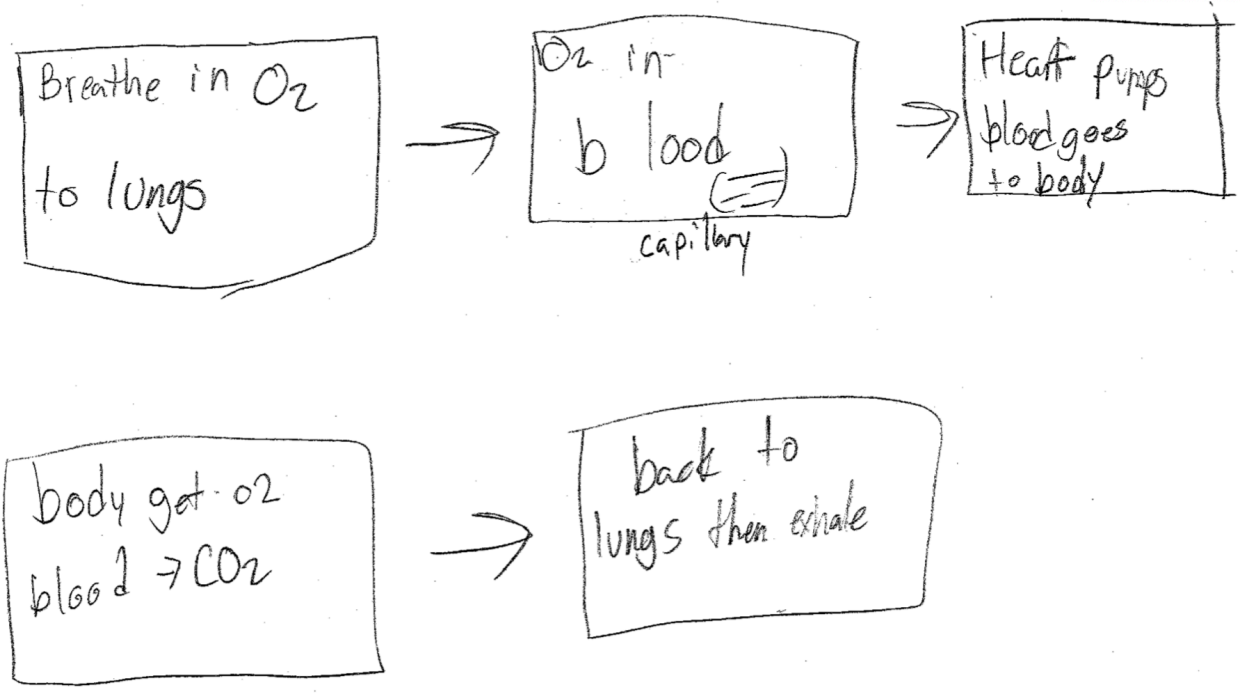 Breathe in O2
to lungs
O2 in
blood
capillary
Heart pumps
blood goes
to body
body get O2
blood → CO2
back to
lungs then exhale